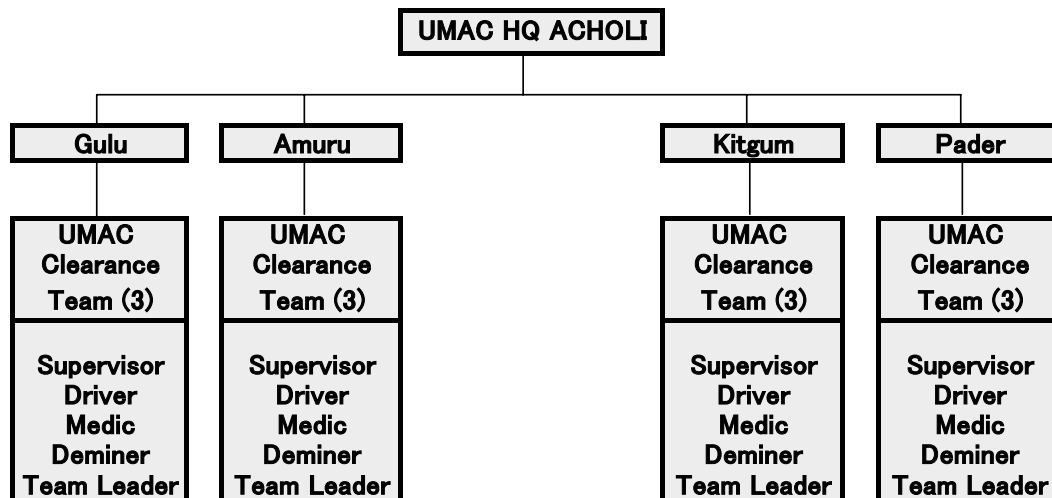 UMAC HQ ACHOLI
Gulu
Amuru
Kitgum
Pader
UMAC
Clearance
Team (3)
Supervisor
Driver
Medic
Deminer
Team Leader
UMAC
Clearance
Team (3)
Supervisor
Driver
Medic
Deminer
Team Leader
UMAC
Clearance
Team (3)
Supervisor
Driver
Medic
Deminer
Team Leader
UMAC
Clearance
Team (3)
Supervisor
Driver
Medic
Deminer
Team Leader